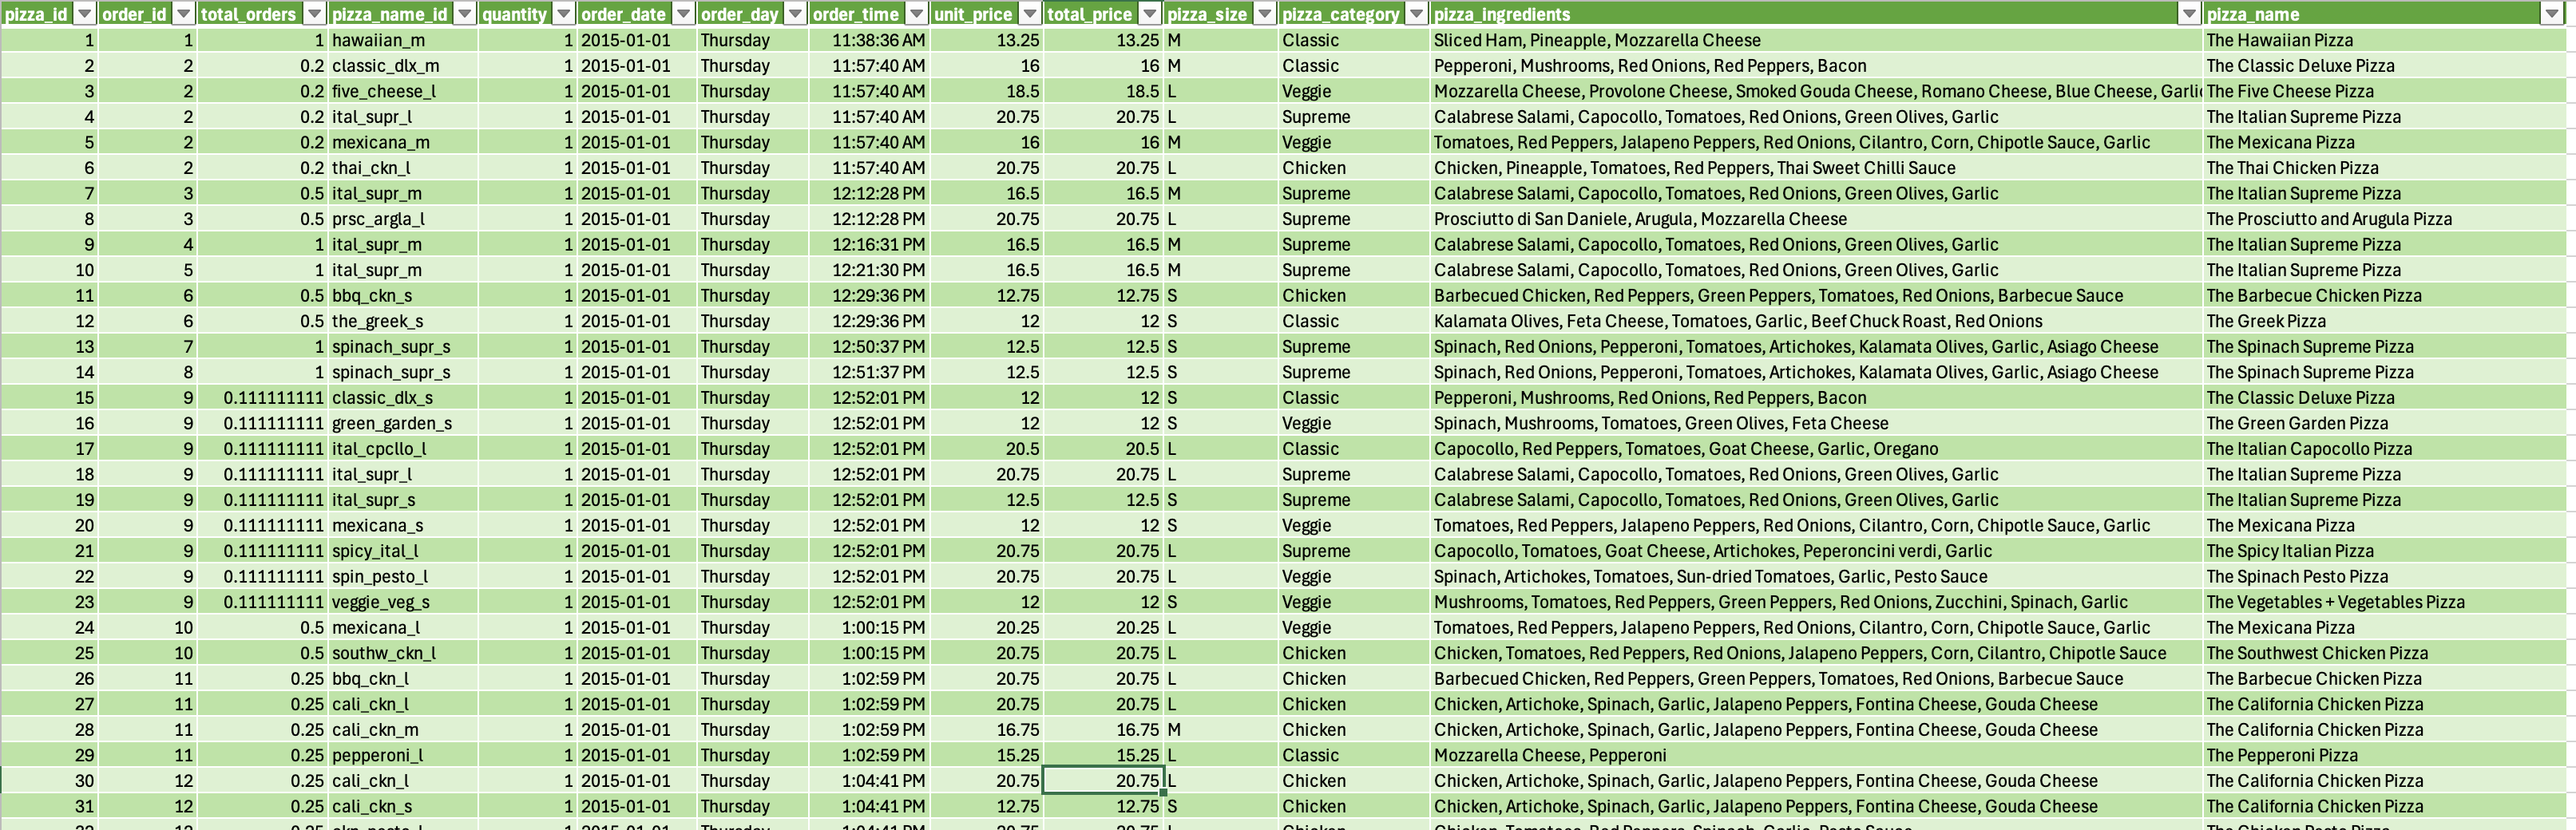 pizza_id order_id total_orders pizza_name_id quantity order_date order_day order_time unit_price total_price pizza_size pizza_category pizza_ingredients pizza_name
1 1 1 hawaiian_m 1 2015-01-01 Thursday 11:38:36 AM 13.25 13.25 M Classic Sliced Ham, Pineapple, Mozzarella Cheese The Hawaiian Pizza
2 2 0.2 classic_dlx_m 1 2015-01-01 Thursday 11:57:40 AM 16 16 M Classic Pepperoni, Mushrooms, Red Onions, Red Peppers, Bacon The Classic Deluxe Pizza
3 2 0.2 five_cheese_l 1 2015-01-01 Thursday 11:57:40 AM 18.5 18.5 L Veggie Mozzarella Cheese, Provolone Cheese, Smoked Gouda Cheese, Romano Cheese, Blue Cheese, Garlic The Five Cheese Pizza
4 2 0.2 ital_supr_l 1 2015-01-01 Thursday 11:57:40 AM 20.75 20.75 L Supreme Calabrese Salami, Capocollo, Tomatoes, Red Onions, Green Olives, Garlic The Italian Supreme Pizza
5 2 0.2 mexicana_m 1 2015-01-01 Thursday 11:57:40 AM 16 16 M Veggie Tomatoes, Red Peppers, Jalapeno Peppers, Red Onions, Cilantro, Corn, Chipotle Sauce, Garlic The Mexicana Pizza
6 2 0.2 thai_ckn_l 1 2015-01-01 Thursday 11:57:40 AM 20.75 20.75 L Chicken Chicken, Pineapple, Tomatoes, Red Peppers, Thai Sweet Chilli Sauce The Thai Chicken Pizza
7 3 0.5 ital_supr_m 1 2015-01-01 Thursday 12:12:28 PM 16.5 16.5 M Supreme Calabrese Salami, Capocollo, Tomatoes, Red Onions, Green Olives, Garlic The Italian Supreme Pizza
8 3 0.5 prsc_argla_l 1 2015-01-01 Thursday 12:12:28 PM 20.75 20.75 L Supreme Prosciutto di San Daniele, Arugula, Mozzarella Cheese The Prosciutto and Arugula Pizza
9 4 1 ital_supr_m 1 2015-01-01 Thursday 12:16:31 PM 16.5 16.5 M Supreme Calabrese Salami, Capocollo, Tomatoes, Red Onions, Green Olives, Garlic The Italian Supreme Pizza
10 5 1 ital_supr_m 1 2015-01-01 Thursday 12:21:30 PM 16.5 16.5 M Supreme Calabrese Salami, Capocollo, Tomatoes, Red Onions, Green Olives, Garlic The Italian Supreme Pizza
11 6 0.5 bbq_ckn_s 1 2015-01-01 Thursday 12:29:36 PM 12.75 12.75 S Chicken Barbecued Chicken, Red Peppers, Green Peppers, Tomatoes, Red Onions, Barbecue Sauce The Barbecue Chicken Pizza
12 6 0.5 the_greek_s 1 2015-01-01 Thursday 12:29:36 PM 12 12 S Classic Kalamata Olives, Feta Cheese, Tomatoes, Garlic, Beef Chuck Roast, Red Onions The Greek Pizza
13 7 1 spinach_supr_s 1 2015-01-01 Thursday 12:50:37 PM 12.5 12.5 S Supreme Spinach, Red Onions, Pepperoni, Tomatoes, Artichokes, Kalamata Olives, Garlic, Asiago Cheese The Spinach Supreme Pizza
14 8 1 spinach_supr_s 1 2015-01-01 Thursday 12:51:37 PM 12.5 12.5 S Supreme Spinach, Red Onions, Pepperoni, Tomatoes, Artichokes, Kalamata Olives, Garlic, Asiago Cheese The Spinach Supreme Pizza
15 9 0.111111111 classic_dlx_s 1 2015-01-01 Thursday 12:52:01 PM 12 12 S Classic Pepperoni, Mushrooms, Red Onions, Red Peppers, Bacon The Classic Deluxe Pizza
16 9 0.111111111 green_garden_s 1 2015-01-01 Thursday 12:52:01 PM 12 12 S Veggie Spinach, Mushrooms, Tomatoes, Green Olives, Feta Cheese The Green Garden Pizza
17 9 0.111111111 ital_cpcllo_l 1 2015-01-01 Thursday 12:52:01 PM 20.5 20.5 L Classic Capocollo, Red Peppers, Tomatoes, Goat Cheese, Garlic, Oregano The Italian Capocollo Pizza
18 9 0.111111111 ital_supr_l 1 2015-01-01 Thursday 12:52:01 PM 20.75 20.75 L Supreme Calabrese Salami, Capocollo, Tomatoes, Red Onions, Green Olives, Garlic The Italian Supreme Pizza
19 9 0.111111111 ital_supr_s 1 2015-01-01 Thursday 12:52:01 PM 12.5 12.5 S Supreme Calabrese Salami, Capocollo, Tomatoes, Red Onions, Green Olives, Garlic The Italian Supreme Pizza
20 9 0.111111111 mexicana_s 1 2015-01-01 Thursday 12:52:01 PM 12 12 S Veggie Tomatoes, Red Peppers, Jalapeno Peppers, Red Onions, Cilantro, Corn, Chipotle Sauce, Garlic The Mexicana Pizza
21 9 0.111111111 spicy_ital_l 1 2015-01-01 Thursday 12:52:01 PM 20.75 20.75 L Supreme Capocollo, Tomatoes, Goat Cheese, Artichokes, Peperoncini verdi, Garlic The Spicy Italian Pizza
22 9 0.111111111 spin_pesto_l 1 2015-01-01 Thursday 12:52:01 PM 20.75 20.75 L Veggie Spinach, Artichokes, Tomatoes, Sun-dried Tomatoes, Garlic, Pesto Sauce The Spinach Pesto Pizza
23 9 0.111111111 veggie_veg_s 1 2015-01-01 Thursday 12:52:01 PM 12 12 S Veggie Mushrooms, Tomatoes, Red Peppers, Green Peppers, Red Onions, Zucchini, Spinach, Garlic The Vegetables + Vegetables Pizza
24 10 0.5 mexicana_l 1 2015-01-01 Thursday 1:00:15 PM 20.25 20.25 L Veggie Tomatoes, Red Peppers, Jalapeno Peppers, Red Onions, Cilantro, Corn, Chipotle Sauce, Garlic The Mexicana Pizza
25 10 0.5 southw_ckn_l 1 2015-01-01 Thursday 1:00:15 PM 20.75 20.75 L Chicken Chicken, Tomatoes, Red Peppers, Red Onions, Jalapeno Peppers, Corn, Cilantro, Chipotle Sauce The Southwest Chicken Pizza
26 11 0.25 bbq_ckn_l 1 2015-01-01 Thursday 1:02:59 PM 20.75 20.75 L Chicken Barbecued Chicken, Red Peppers, Green Peppers, Tomatoes, Red Onions, Barbecue Sauce The Barbecue Chicken Pizza
27 11 0.25 cali_ckn_l 1 2015-01-01 Thursday 1:02:59 PM 20.75 20.75 L Chicken Chicken, Artichoke, Spinach, Garlic, Jalapeno Peppers, Fontina Cheese, Gouda Cheese The California Chicken Pizza
28 11 0.25 cali_ckn_m 1 2015-01-01 Thursday 1:02:59 PM 16.75 16.75 M Chicken Chicken, Artichoke, Spinach, Garlic, Jalapeno Peppers, Fontina Cheese, Gouda Cheese The California Chicken Pizza
29 11 0.25 pepperoni_l 1 2015-01-01 Thursday 1:02:59 PM 15.25 15.25 L Classic Mozzarella Cheese, Pepperoni The Pepperoni Pizza
30 12 0.25 cali_ckn_l 1 2015-01-01 Thursday 1:04:41 PM 20.75 20.75 L Chicken Chicken, Artichoke, Spinach, Garlic, Jalapeno Peppers, Fontina Cheese, Gouda Cheese The California Chicken Pizza
31 12 0.25 cali_ckn_s 1 2015-01-01 Thursday 1:04:41 PM 12.75 12.75 S Chicken Chicken, Artichoke, Spinach, Garlic, Jalapeno Peppers, Fontina Cheese, Gouda Cheese The California Chicken Pizza